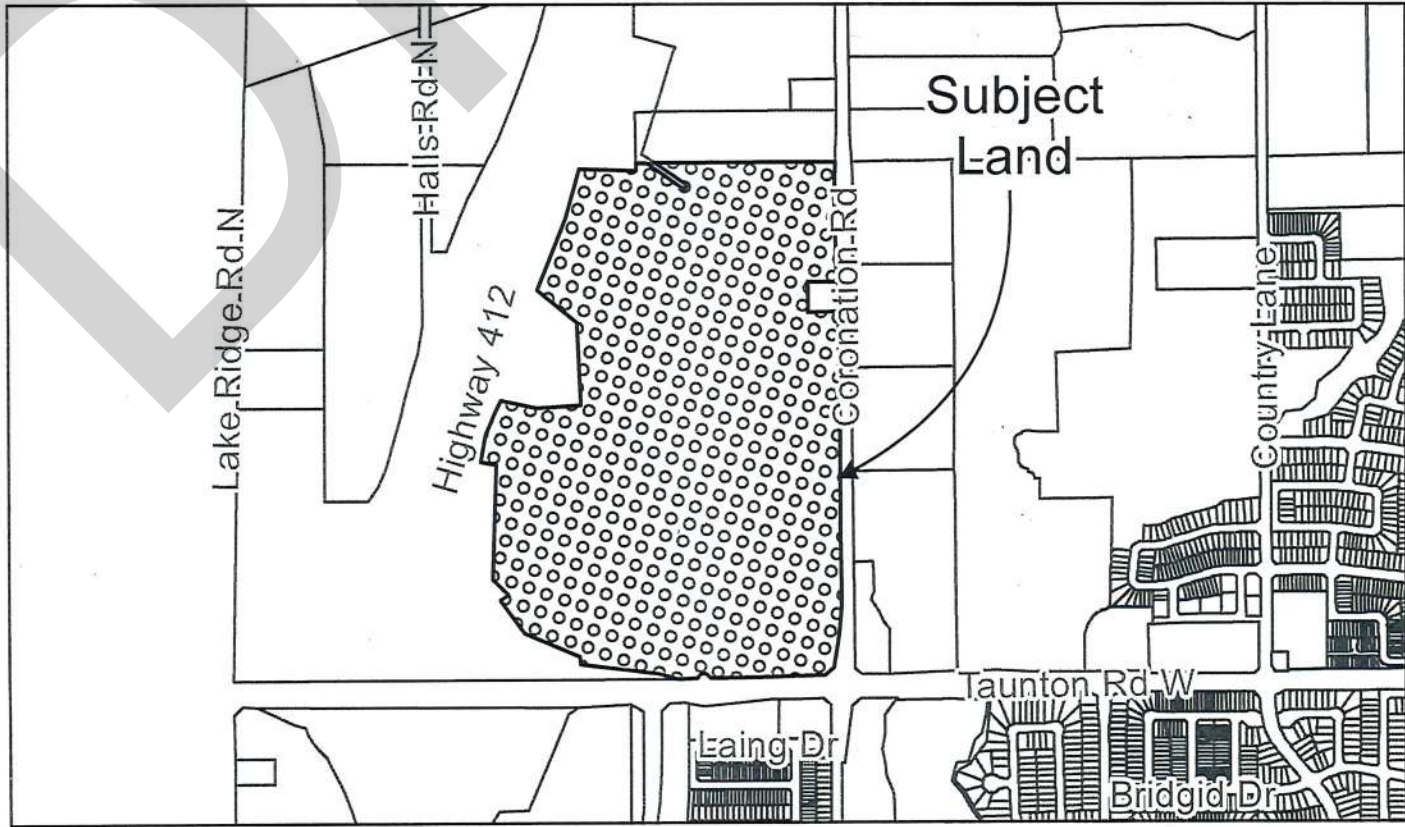 Subject
Land
Halls Rd N
Lake Ridge Rd N
Highway 412
Coronation Rd
Country Lane
Taunton Rd W
Laing Dr
Bridgid Dr